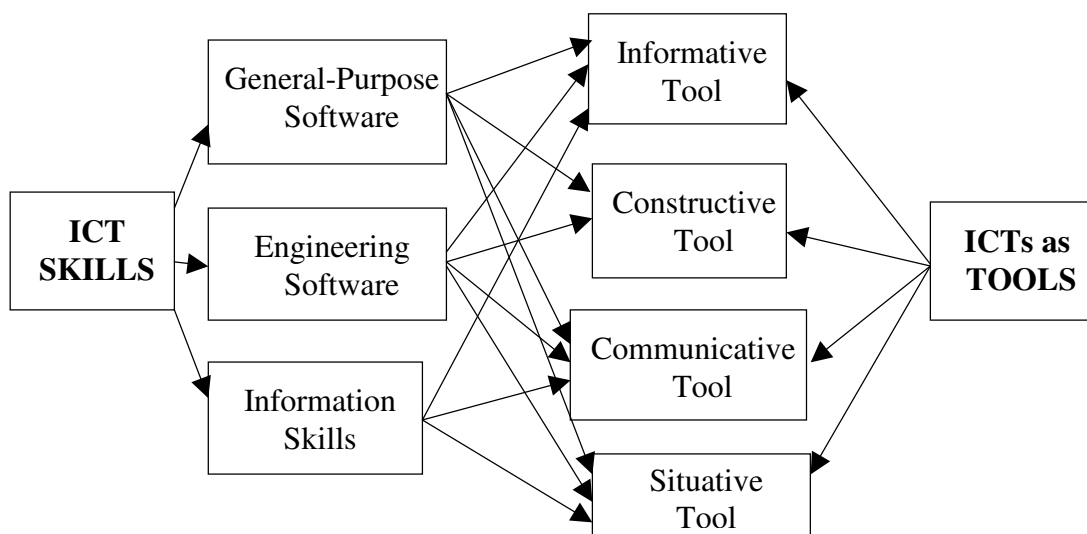 ICT
SKILLS
General-Purpose
Software
Engineering
Software
Information
Skills
Informative
Tool
Constructive
Tool
Communicative
Tool
Situative
Tool
ICTs as
TOOLS